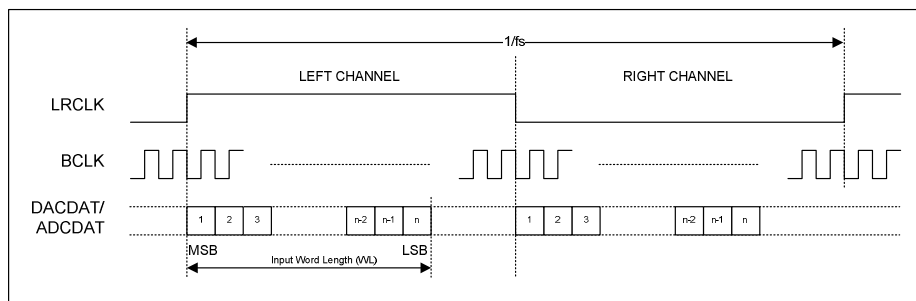 1/fs
LEFT CHANNEL RIGHT CHANNEL
LRCLK
BCLK
DACDAT/
ADCDAT
1 2 3 n-2 n-1 n 1 2 3 n-2 n-1 n
MSB LSB
Input Word Length (WL)